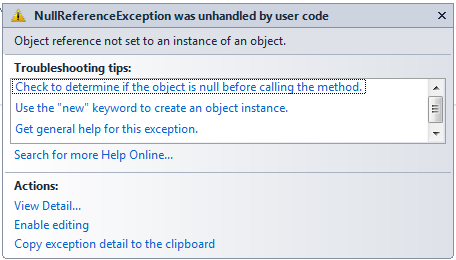 NullReferenceException was unhandled by user code
Object reference not set to an instance of an object.
Troubleshooting tips:
Check to determine if the object is null before calling the method.
Use the "new" keyword to create an object instance.
Get general help for this exception.
Search for more Help Online...
Actions:
View Detail...
Enable editing
Copy exception detail to the clipboard